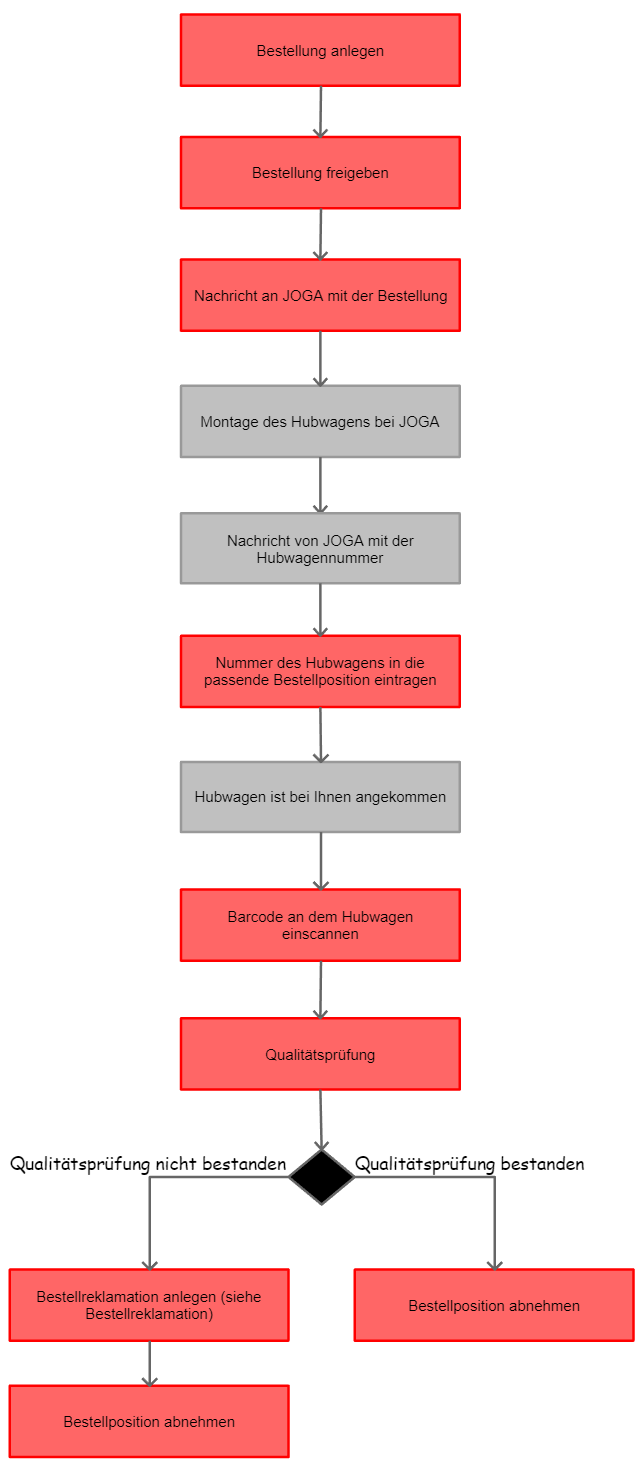 Bestellung anlegen
Bestellung freigeben
Nachricht an JOGA mit der Bestellung
Montage des Hubwagens bei JOGA
Nachricht von JOGA mit der
Hubwagennummer
Nummer des Hubwagens in die
passende Bestellposition eintragen
Hubwagen ist bei Ihnen angekommen
Barcode an dem Hubwagen
einscannen
Qualitätsprüfung
Qualitätsprüfung nicht bestanden
Qualitätsprüfung bestanden
Bestellreklamation anlegen (siehe
Bestellreklamation)
Bestellposition abnehmen
Bestellposition abnehmen